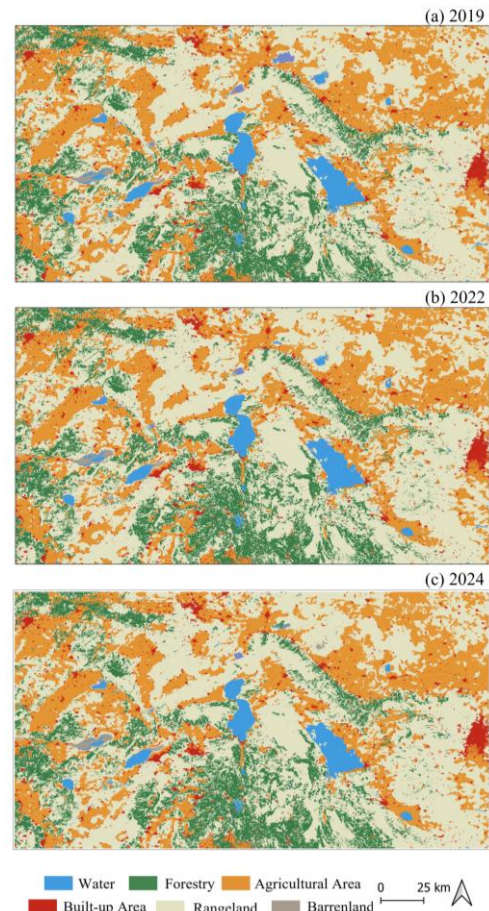 (a) 2019
(b) 2022
(c) 2024
Water Forestry Agricultural Area
Built-up Area Rangeland Barrenland
0 25 km